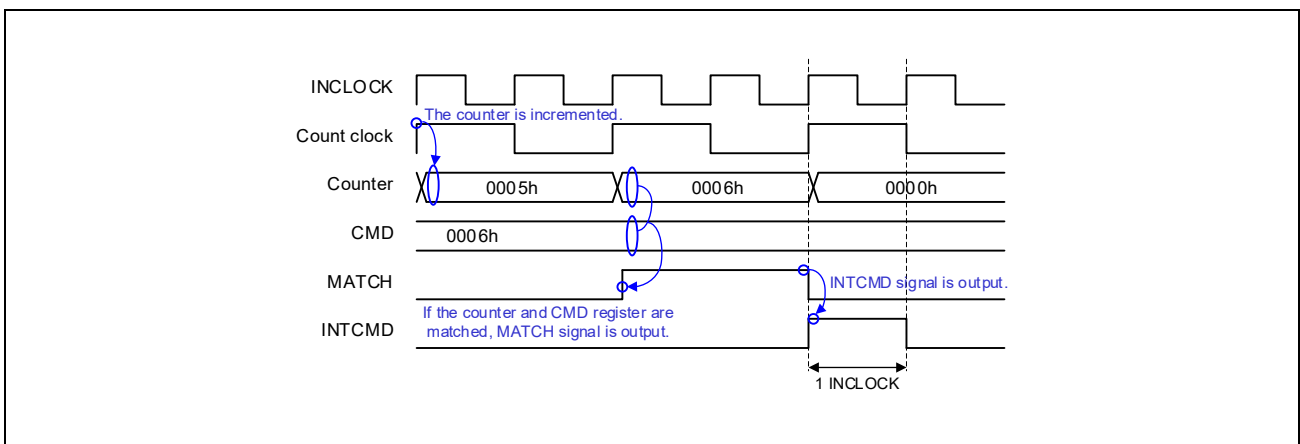 INCLOCK
The counter is incremented.
Count clock
Counter
0005h
0006h
0000h
CMD
0006h
MATCH
INTCMD signal is output.
If the counter and CMD register are
matched, MATCH signal is output.
INTCMD
1 INCLOCK